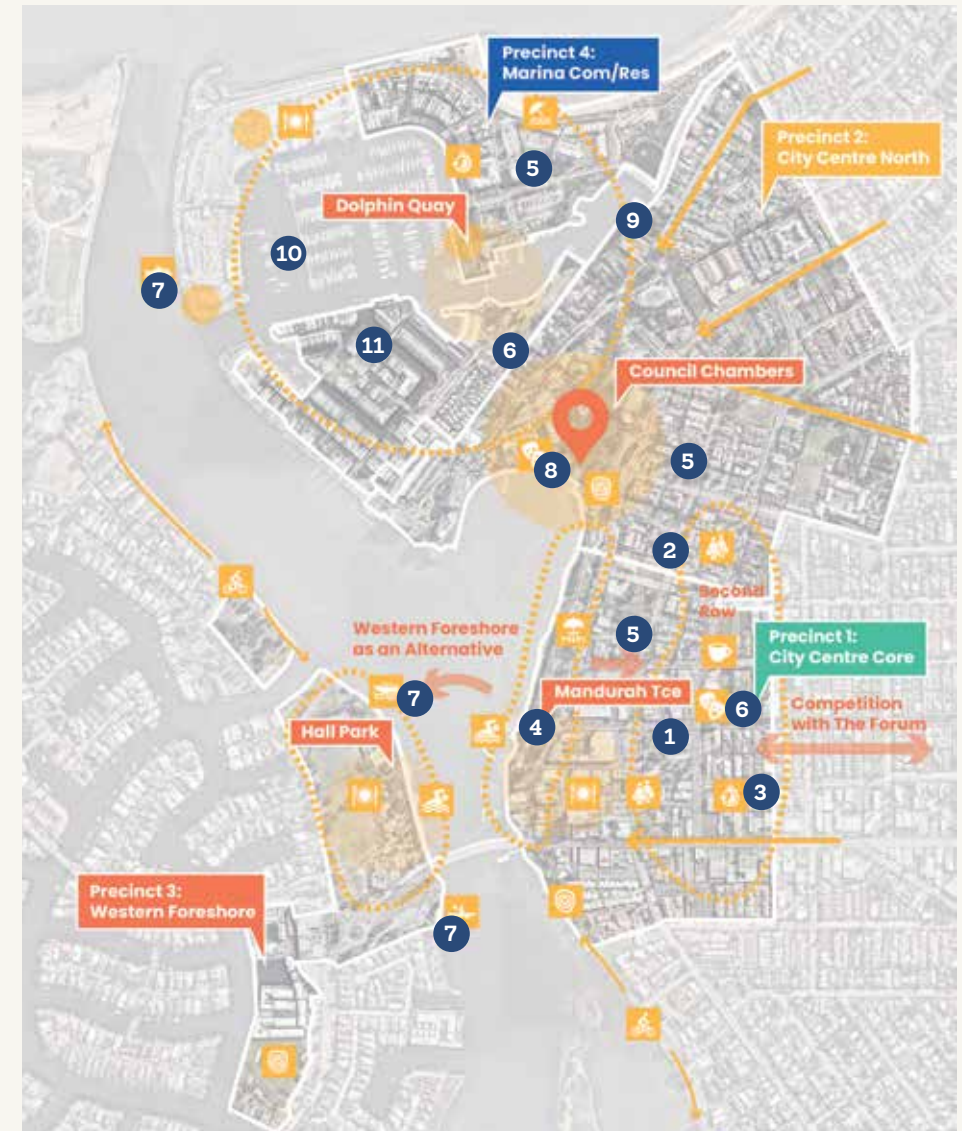 Precinct 4:
Marina Com/Res
Precinct 2:
City Centre North
5
Dolphin Quay
9
10
7
11
6
Council Chambers
8
5
2
Second
Row
Western Foreshore
as an Alternative
5
Precinct 1:
City Centre Core
7
Mandurah Tce
6
Hall Park
4
1
Competition
with The Forum
3
Precinct 3:
Western Foreshore
7